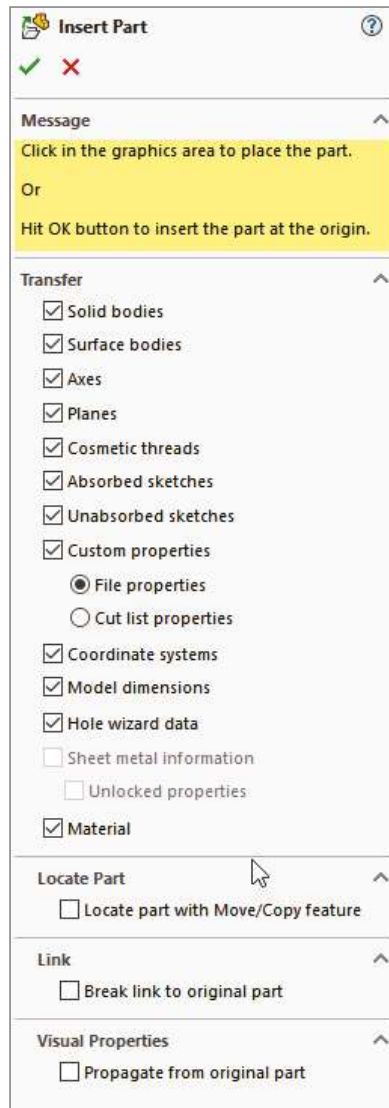 Insert Part
?
Message
Click in the graphics area to place the part.
Or
Hit OK button to insert the part at the origin.
Transfer
Solid bodies
Surface bodies
Axes
Planes
Cosmetic threads
Absorbed sketches
Unabsorbed sketches
Custom properties
File properties
Cut list properties
Coordinate systems
Model dimensions
Hole wizard data
Sheet metal information
Unlocked properties
Material
Locate Part
Locate part with Move/Copy feature
Link
Break link to original part
Visual Properties
Propagate from original part